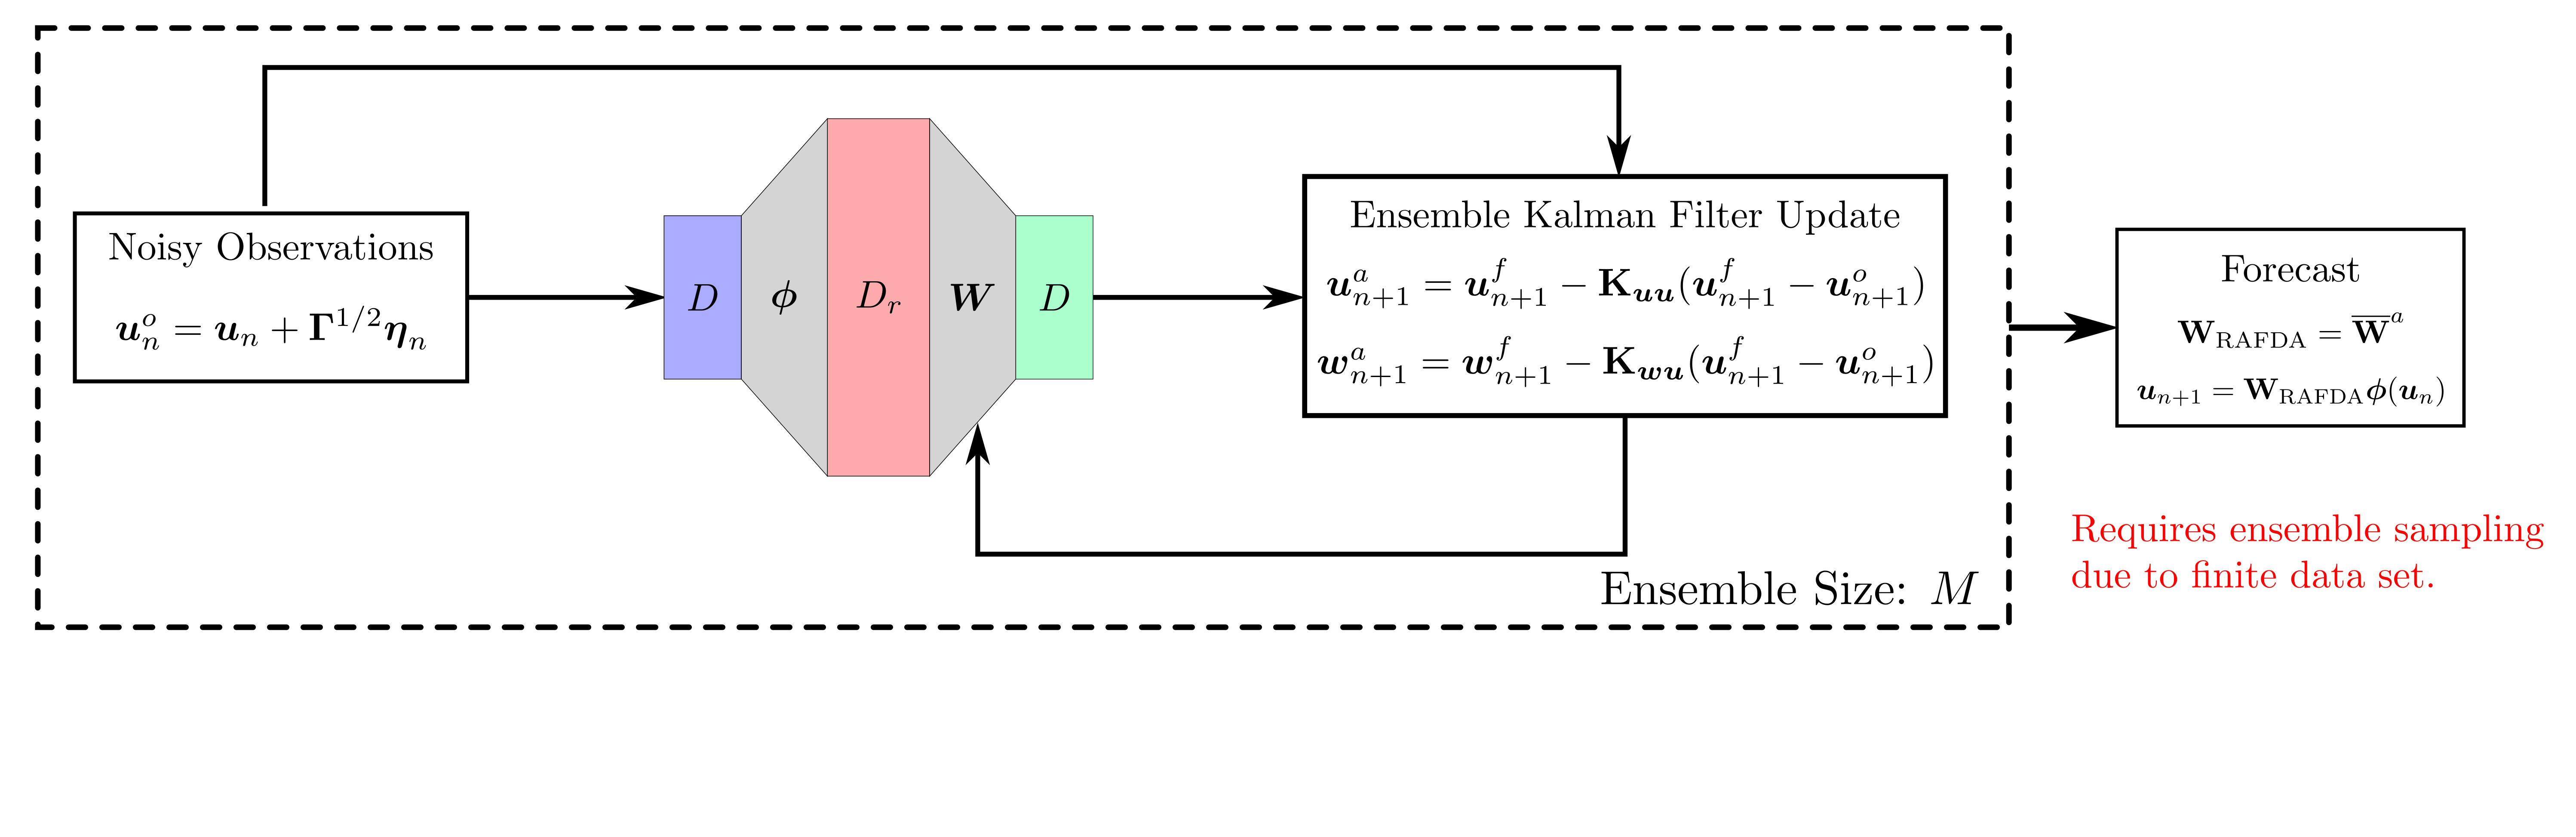 Noisy Observations
$\boldsymbol{u}_n^o = \boldsymbol{u}_n + \boldsymbol{\Gamma}^{1/2}\boldsymbol{\eta}_n$
$D$
$\boldsymbol{\phi}$
$D_r$
$\boldsymbol{W}$
$D$
Ensemble Kalman Filter Update
$\boldsymbol{u}_{n+1}^a = \boldsymbol{u}_{n+1}^f - \mathbf{K}_{\boldsymbol{uu}}(\boldsymbol{u}_{n+1}^f - \boldsymbol{u}_{n+1}^o)$
$\boldsymbol{w}_{n+1}^a = \boldsymbol{w}_{n+1}^f - \mathbf{K}_{\boldsymbol{wu}}(\boldsymbol{u}_{n+1}^f - \boldsymbol{u}_{n+1}^o)$
Ensemble Size: $M$
Forecast
$\mathbf{W}_{\mathrm{RAFDA}} = \overline{\mathbf{W}}^a$
$\boldsymbol{u}_{n+1} = \mathbf{W}_{\mathrm{RAFDA}}\boldsymbol{\phi}(\boldsymbol{u}_n)$
Requires ensemble sampling
due to finite data set.